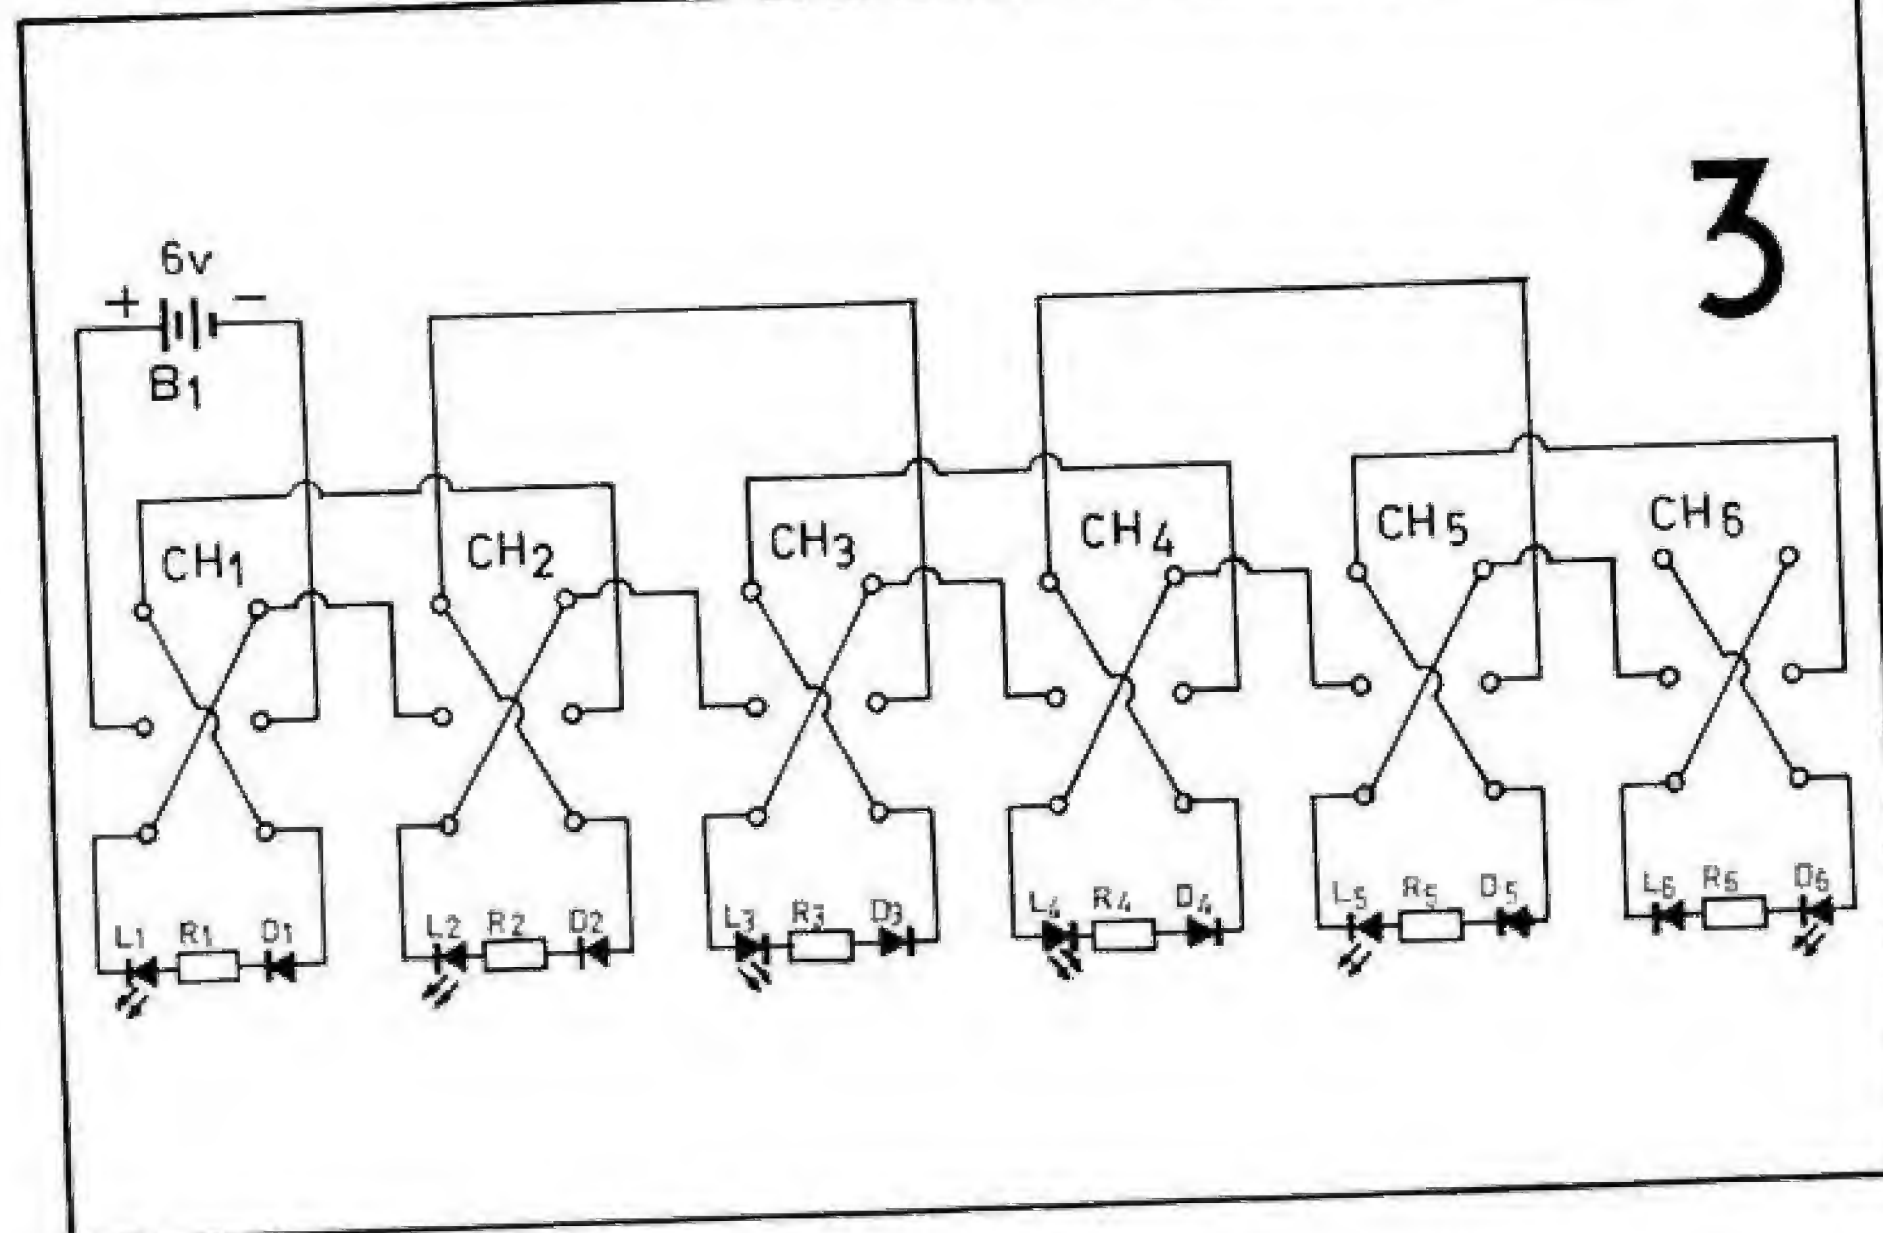 3
6v
+ −
B1
CH1 CH2 CH3 CH4 CH5 CH6
L1 R1 D1 L2 R2 D2 L3 R3 D3 L4 R4 D4 L5 R5 D5 L6 R6 D6